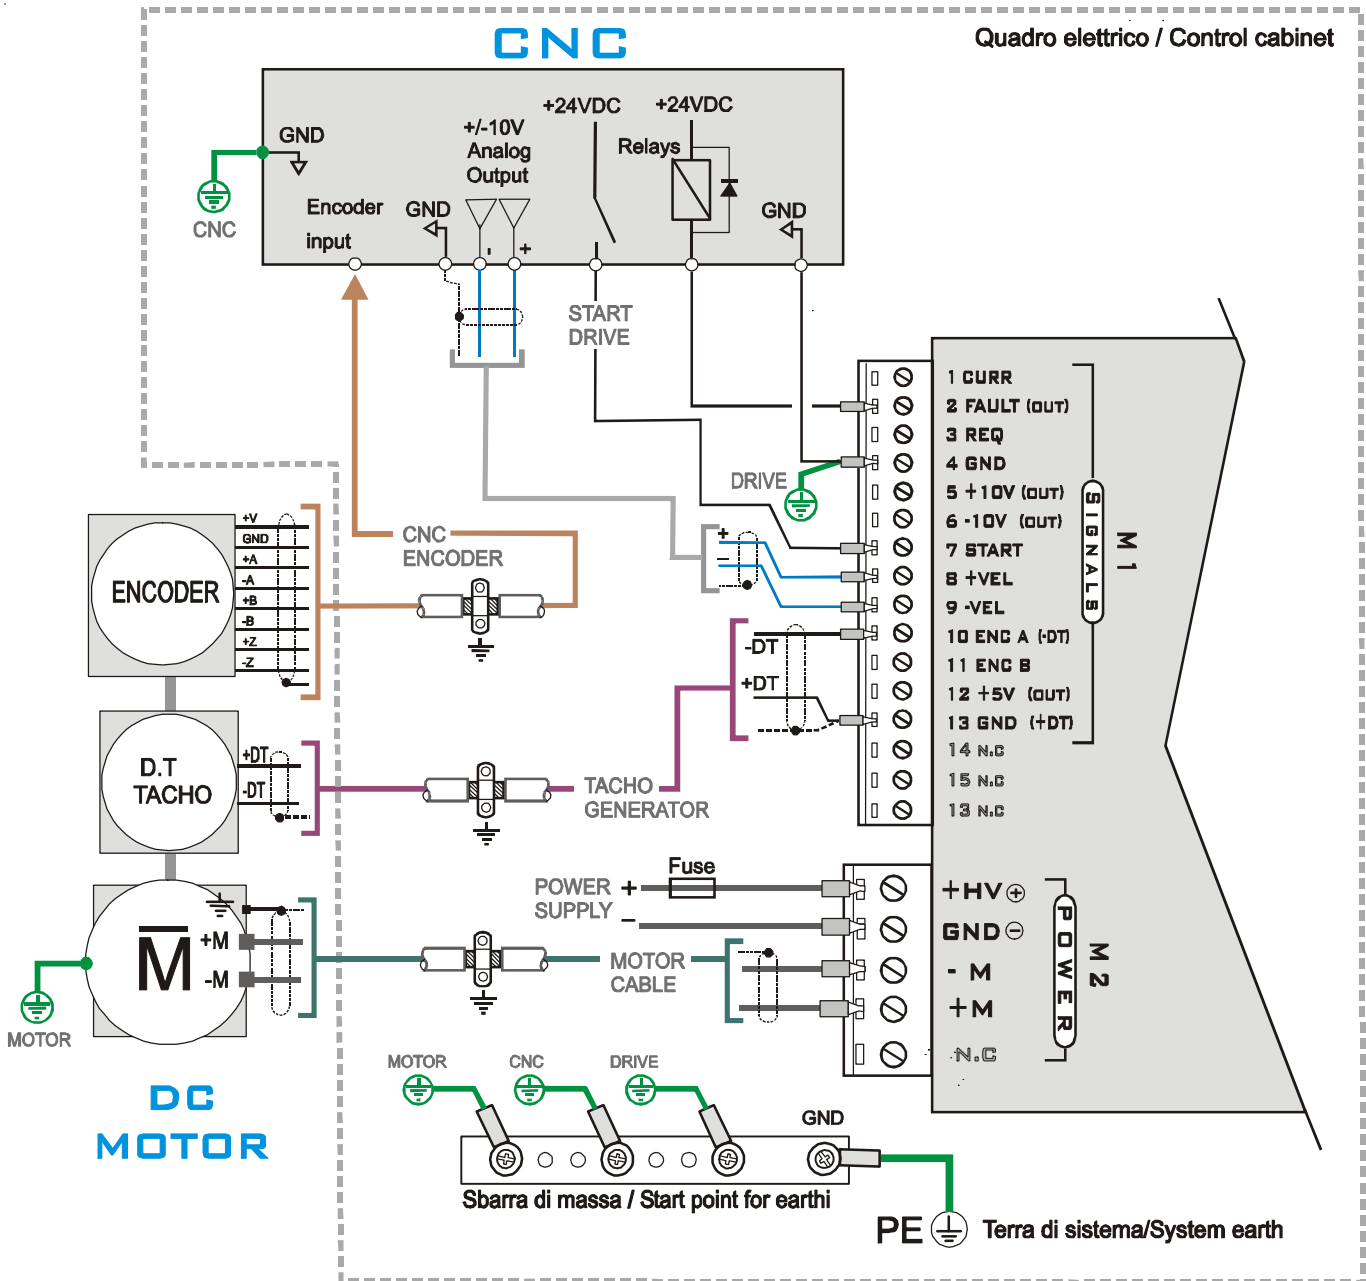 CNC
Quadro elettrico / Control cabinet
+24VDC
+24VDC
+/-10V
Analog
Output
GND
Relays
Encoder
input
GND
GND
CNC
-
+
START
DRIVE
1 CURR
2 FAULT (OUT)
3 REQ
4 GND
5 +10V (OUT)
6 -10V (OUT)
7 START
8 +VEL
9 -VEL
10 ENC A (-DT)
11 ENC B
12 +5V (OUT)
13 GND (+DT)
14 N.C
15 N.C
13 N.C
SIGNALS
M 1
DRIVE
+
-
CNC
ENCODER
ENCODER
+V
GND
+A
-A
+B
-B
+Z
-Z
-DT
+DT
D.T
TACHO
+DT
-DT
TACHO
GENERATOR
Fuse
POWER
SUPPLY
+
-
+HV +
GND -
- M
+M
N.C
POWER
M 2
M
+M
-M
MOTOR
CABLE
MOTOR
DC
MOTOR
MOTOR
CNC
DRIVE
GND
Sbarra di massa / Start point for earthi
PE
Terra di sistema/System earth